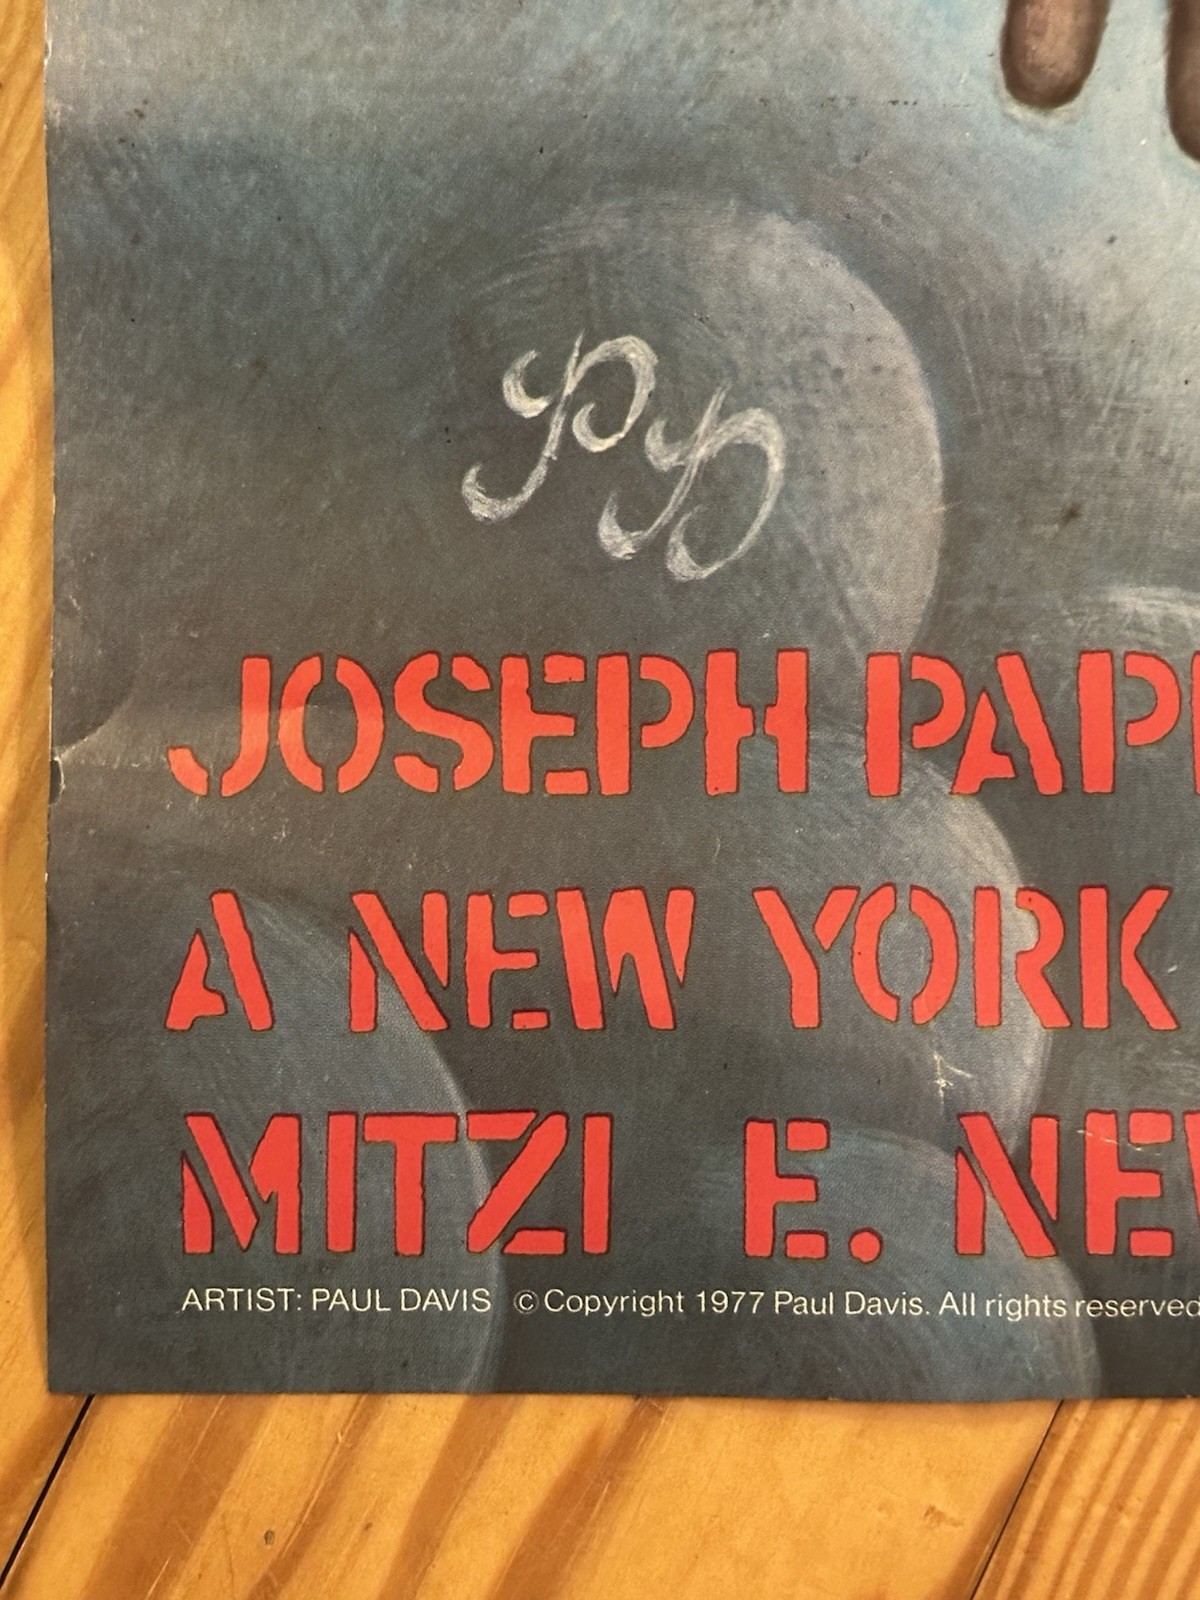 PD
JOSEPH PAP
A NEW YORK
MITZI E. NE
ARTIST: PAUL DAVIS © Copyright 1977 Paul Davis. All rights reserved